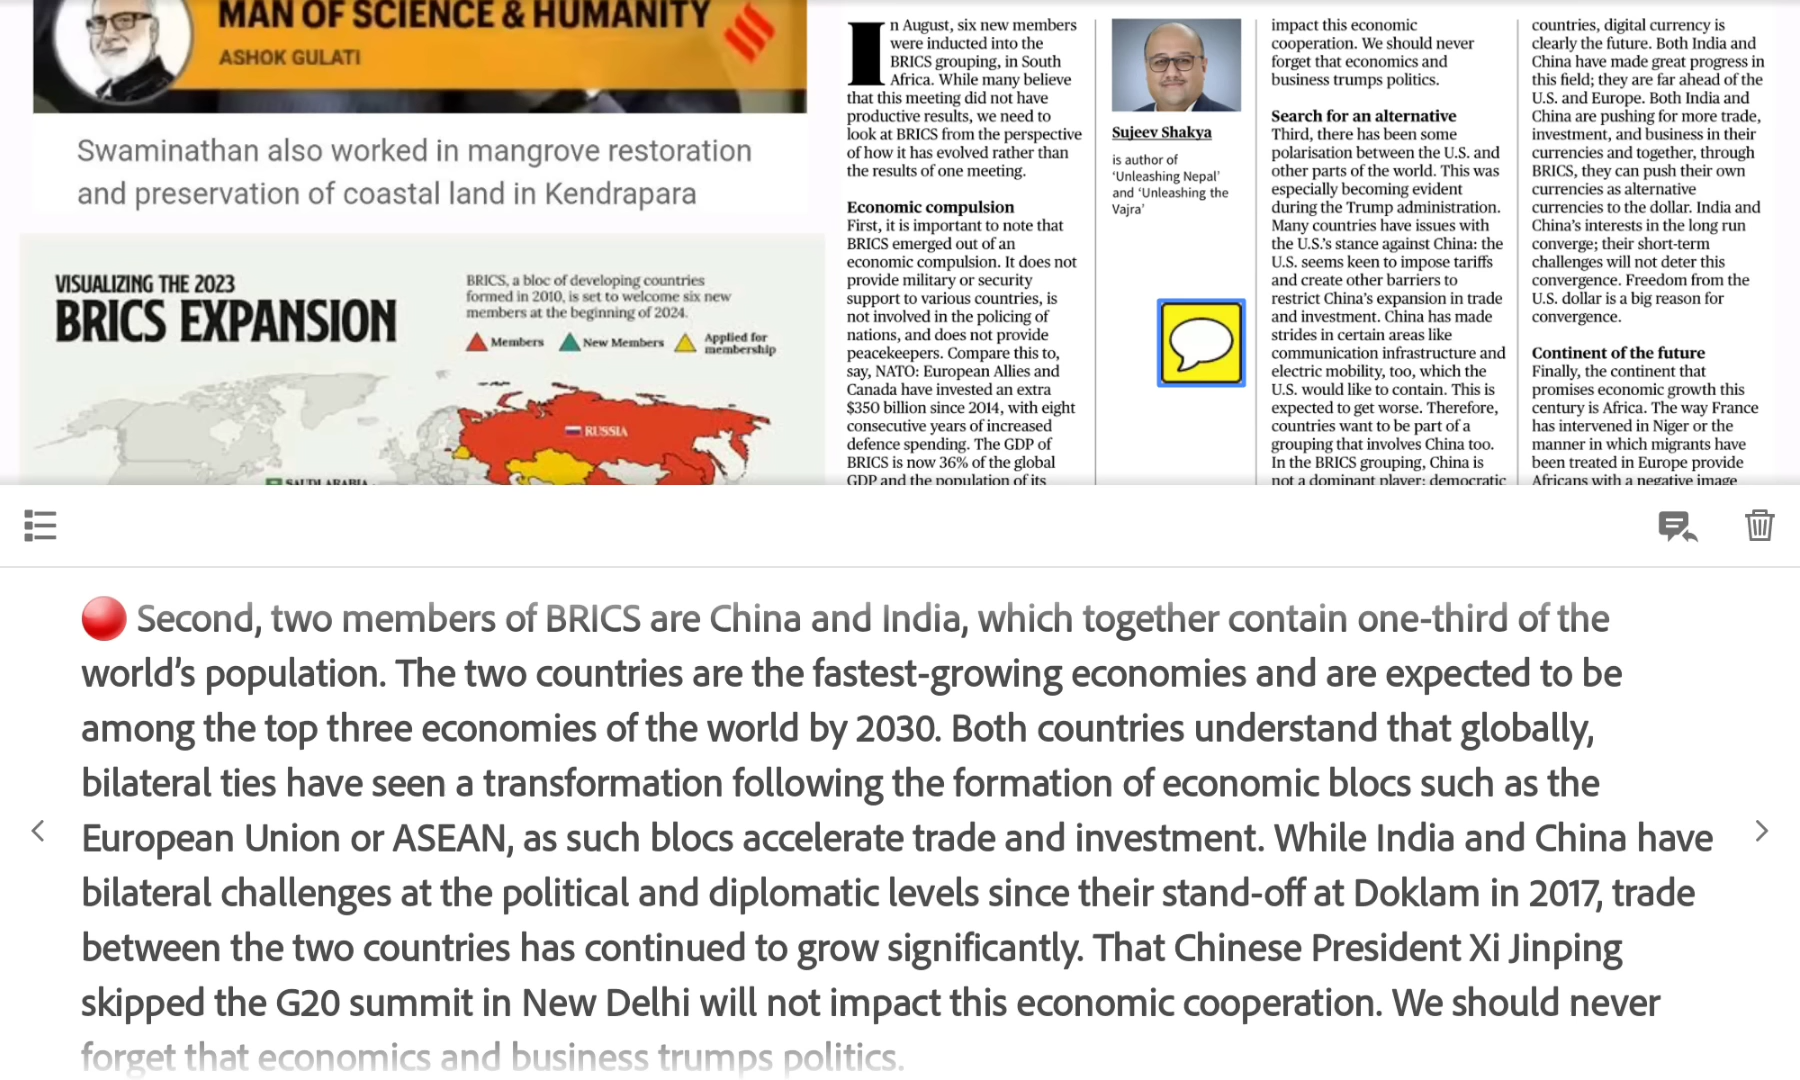 MAN OF SCIENCE & HUMANITY
ASHOK GULATI
Swaminathan also worked in mangrove restoration
and preservation of coastal land in Kendrapara
VISUALIZING THE 2023
BRICS EXPANSION
BRICS, a bloc of developing countries
formed in 2010, is set to welcome six new
members at the beginning of 2024.
Members
New Members
Applied for
membership
RUSSIA
SAUDI ARABIA
In August, six new members
were inducted into the
BRICS grouping, in South
Africa. While many believe
that this meeting did not have
productive results, we need to
look at BRICS from the perspective
of how it has evolved rather than
the results of one meeting.
Economic compulsion
First, it is important to note that
BRICS emerged out of an
economic compulsion. It does not
provide military or security
support to various countries, is
not involved in the policing of
nations, and does not provide
peacekeepers. Compare this to,
say, NATO: European Allies and
Canada have invested an extra
$350 billion since 2014, with eight
consecutive years of increased
defence spending. The GDP of
BRICS is now 36% of the global
GDP and the population of its
Sujeev Shakya
is author of
‘Unleashing Nepal’
and ‘Unleashing the
Vajra’
impact this economic
cooperation. We should never
forget that economics and
business trumps politics.
Search for an alternative
Third, there has been some
polarisation between the U.S. and
other parts of the world. This was
especially becoming evident
during the Trump administration.
Many countries have issues with
the U.S.’s stance against China: the
U.S. seems keen to impose tariffs
and create other barriers to
restrict China’s expansion in trade
and investment. China has made
strides in certain areas like
communication infrastructure and
electric mobility, too, which the
U.S. would like to contain. This is
expected to get worse. Therefore,
countries want to be part of a
grouping that involves China too.
In the BRICS grouping, China is
not a dominant player; democratic
countries, digital currency is
clearly the future. Both India and
China have made great progress in
this field; they are far ahead of the
U.S. and Europe. Both India and
China are pushing for more trade,
investment, and business in their
currencies and together, through
BRICS, they can push their own
currencies as alternative
currencies to the dollar. India and
China’s interests in the long run
converge; their short-term
challenges will not deter this
convergence. Freedom from the
U.S. dollar is a big reason for
convergence.
Continent of the future
Finally, the continent that
promises economic growth this
century is Africa. The way France
has intervened in Niger or the
manner in which migrants have
been treated in Europe provide
Africans with a negative image
Second, two members of BRICS are China and India, which together contain one-third of the
world’s population. The two countries are the fastest-growing economies and are expected to be
among the top three economies of the world by 2030. Both countries understand that globally,
bilateral ties have seen a transformation following the formation of economic blocs such as the
European Union or ASEAN, as such blocs accelerate trade and investment. While India and China have
bilateral challenges at the political and diplomatic levels since their stand-off at Doklam in 2017, trade
between the two countries has continued to grow significantly. That Chinese President Xi Jinping
skipped the G20 summit in New Delhi will not impact this economic cooperation. We should never
forget that economics and business trumps politics.